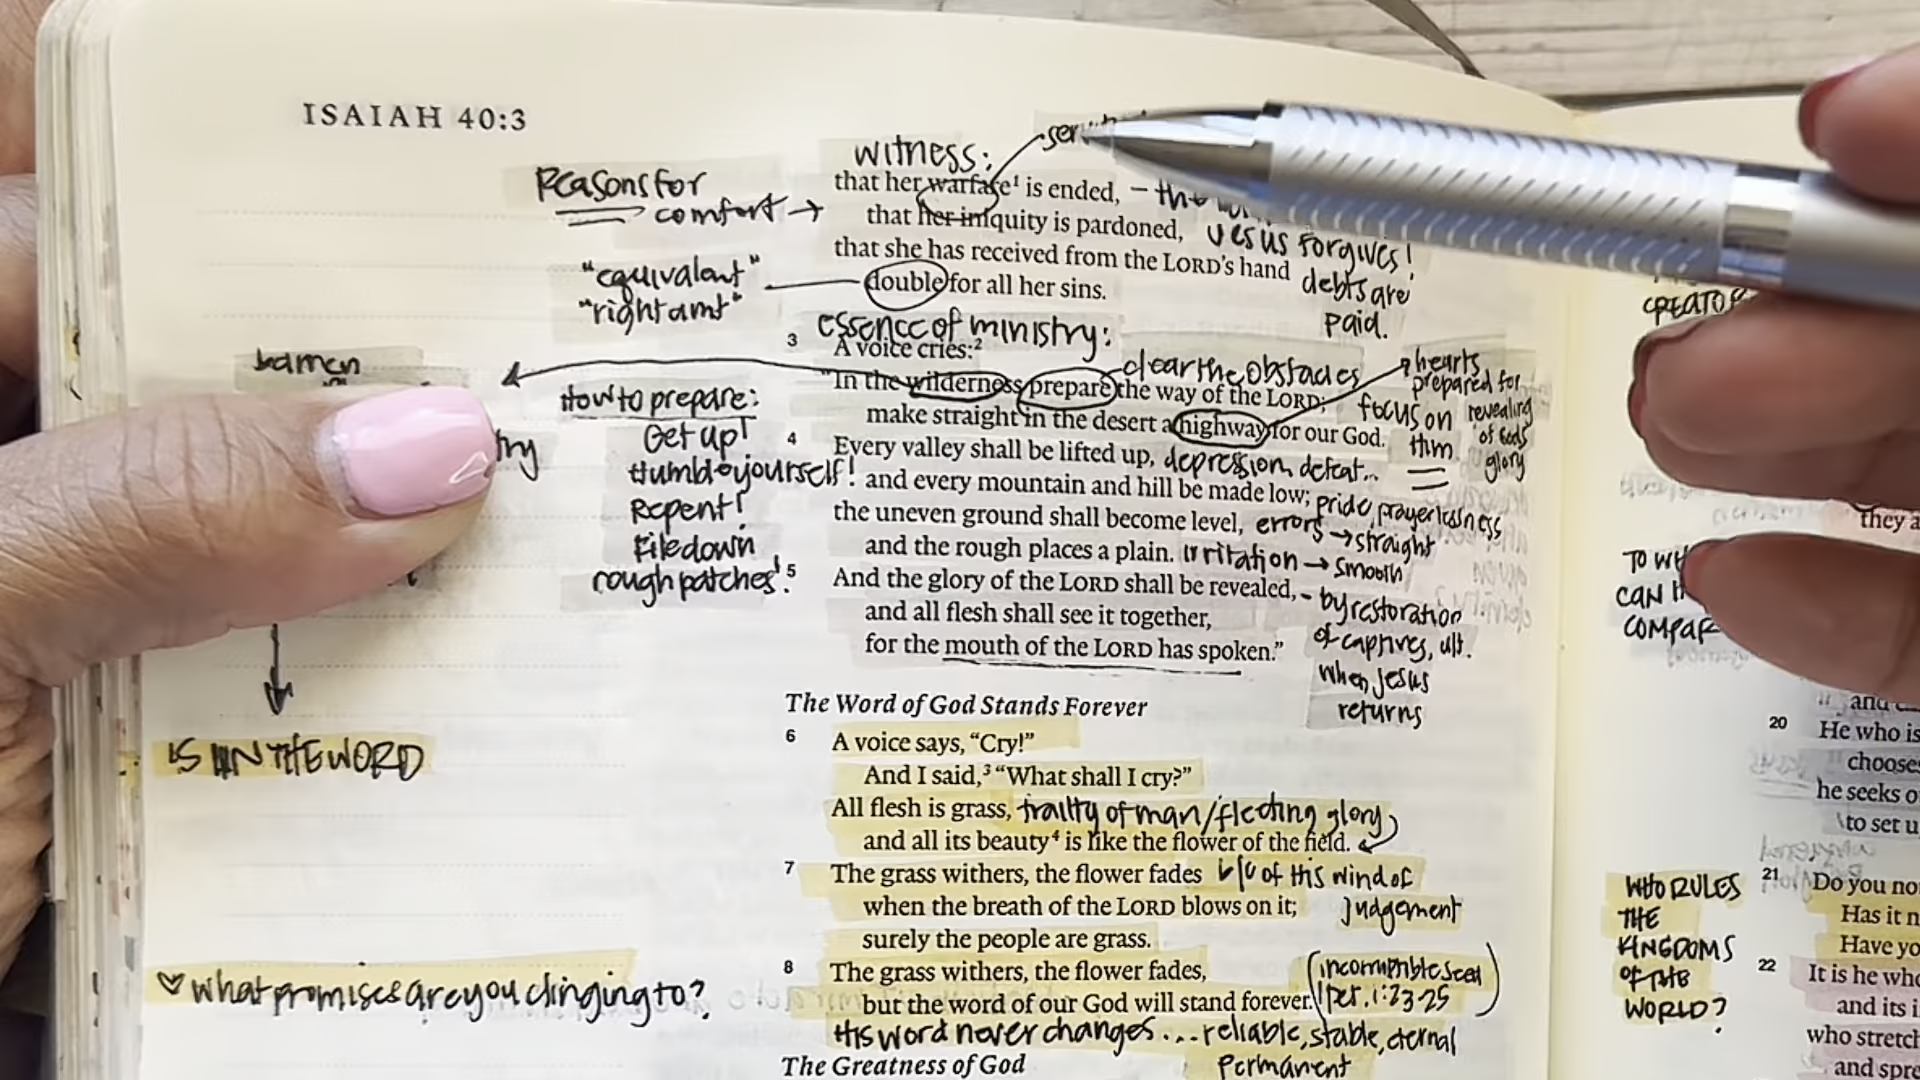 ISAIAH 40:3
witness:
Reasons for
comfort →
that her warfare¹ is ended, – the
that her iniquity is pardoned, Jesus forgives!
that she has received from the LORD's hand
double for all her sins.
debts are
paid.
"equivalent"
"right amt"
essence of ministry:
3 A voice cries:²
clear the obstacles
"In the wilderness prepare the way of the LORD;
make straight in the desert a highway for our God.
focus on
Him
hearts
prepared for
revealing
of God's
glory
How to prepare:
Get up!
Humble yourself!
Repent!
File down
rough patches!
4 Every valley shall be lifted up, depression, defeat..
and every mountain and hill be made low; pride, prayerlessness
the uneven ground shall become level, errors → straight
and the rough places a plain. irritation → smooth
5 And the glory of the LORD shall be revealed, – by restoration
of captives, ult.
when Jesus
returns
and all flesh shall see it together,
for the mouth of the LORD has spoken."
IS IN THE WORD
The Word of God Stands Forever
6 A voice says, "Cry!"
And I said,³ "What shall I cry?"
All flesh is grass, frailty of man/fleeting glory
and all its beauty⁴ is like the flower of the field.
7 The grass withers, the flower fades b/c of His wind of
judgement
when the breath of the LORD blows on it;
surely the people are grass.
8 The grass withers, the flower fades,
but the word of our God will stand forever.
(incorruptible seed
1 Pet. 1:23-25)
His word never changes... reliable, stable, eternal
permanent
♡ what promises are you clinging to?
The Greatness of God
CREATOR
they a
TO
CAN
COMPAR
20 He who is
chooses
he seeks o
to set u
WHO RULES
THE
KINGDOMS
OF THE
WORLD?
21 Do you no
Has it n
Have yo
22 It is he who
and its i
who stretch
and spre